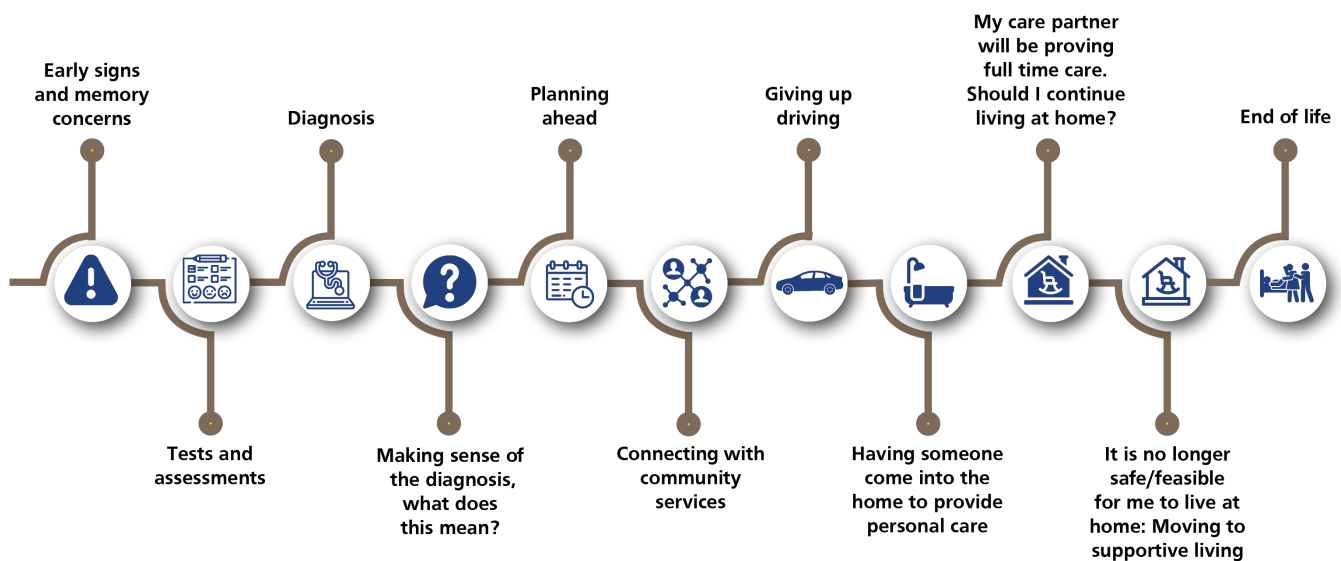 Early signs
and memory
concerns
Tests and
assessments
Diagnosis
Making sense of
the diagnosis,
what does
this mean?
Planning
ahead
Connecting with
community
services
Giving up
driving
Having someone
come into the
home to provide
personal care
My care partner
will be proving
full time care.
Should I continue
living at home?
It is no longer
safe/feasible
for me to live at
home: Moving to
supportive living
End of life